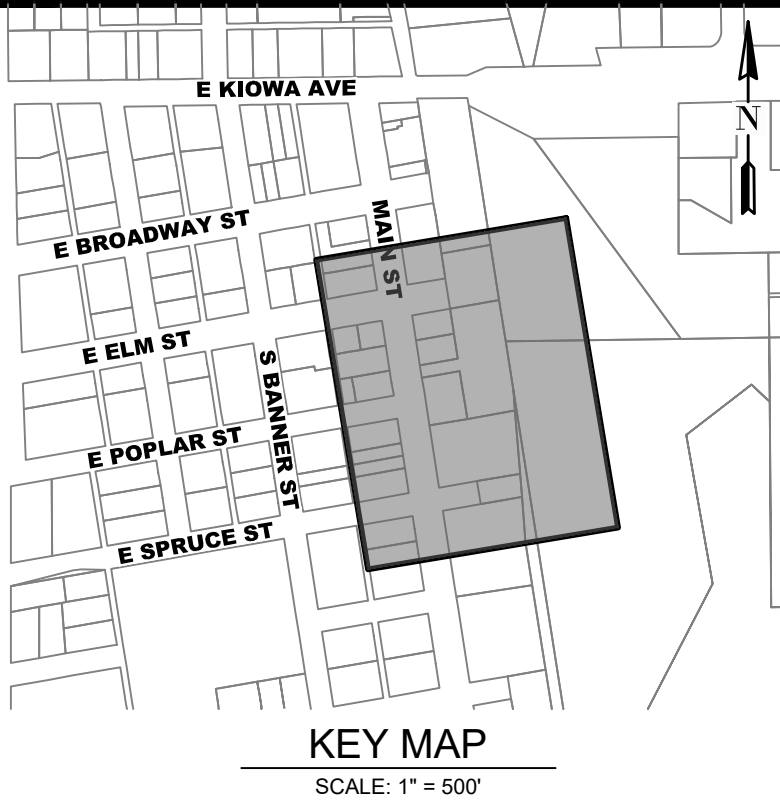 E KIOWA AVE
N
MAIN ST
E BROADWAY ST
E ELM ST
S BANNER ST
E POPLAR ST
E SPRUCE ST
KEY MAP
SCALE: 1" = 500'